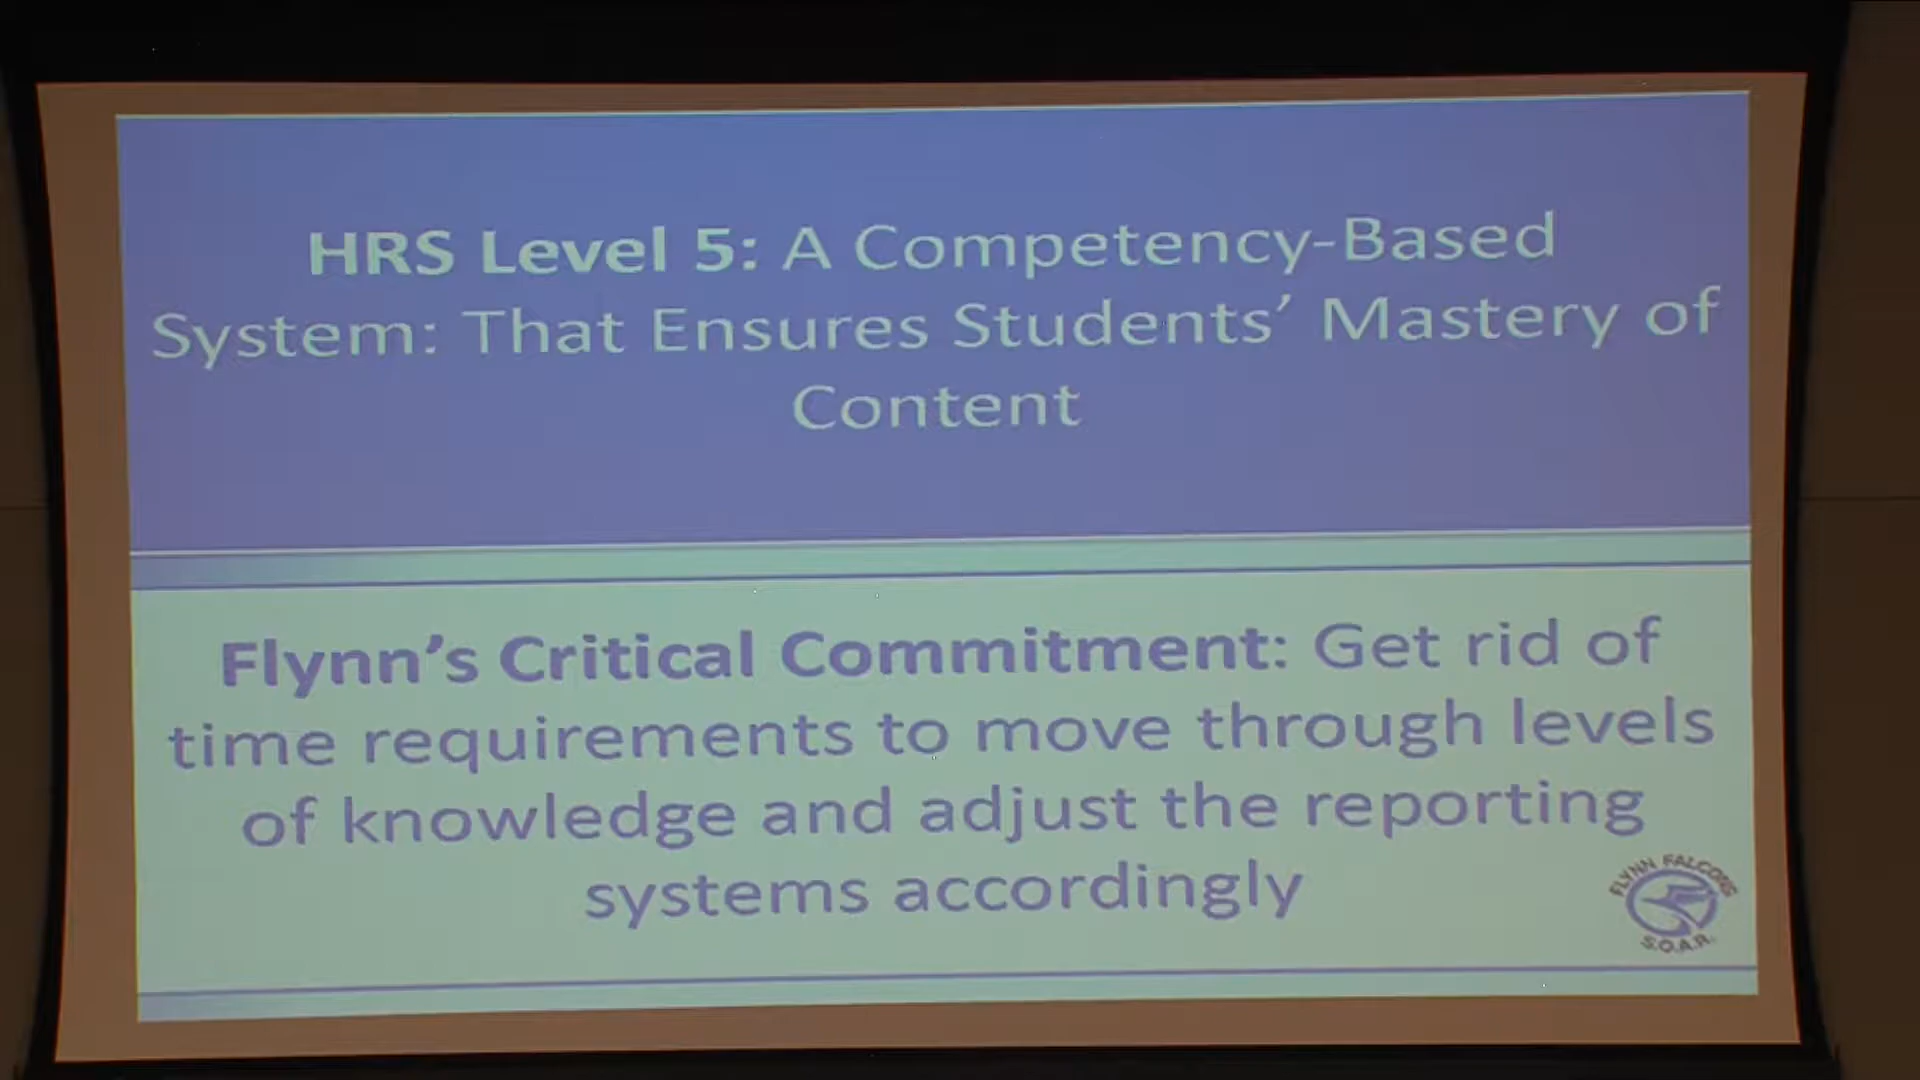 HRS Level 5: A Competency-Based
System: That Ensures Students’ Mastery of
Content
Flynn’s Critical Commitment: Get rid of
time requirements to move through levels
of knowledge and adjust the reporting
systems accordingly
FLYNN FALCONS
S.O.A.R.